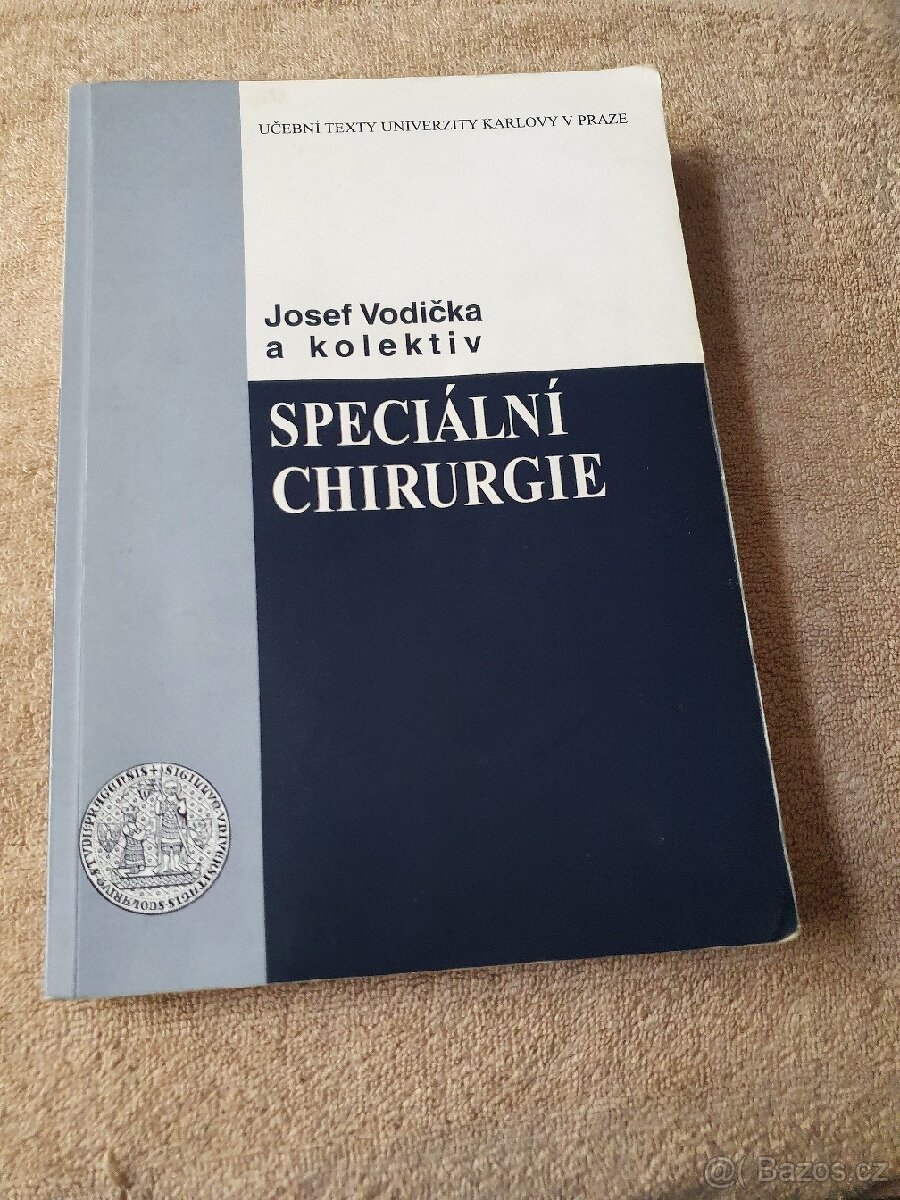 UČEBNÍ TEXTY UNIVERZITY KARLOVY V PRAZE
Josef Vodička
a kolektiv
SPECIÁLNÍ
CHIRURGIE
@( Bazos.cz